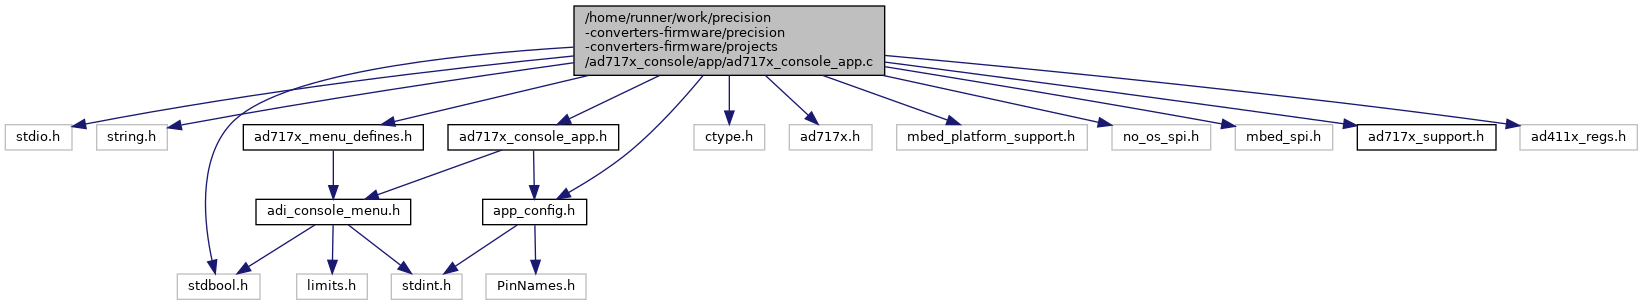 /home/runner/work/precision
-converters-firmware/precision
-converters-firmware/projects
/ad717x_console/app/ad717x_console_app.c
stdio.h
string.h
ad717x_menu_defines.h
ad717x_console_app.h
ctype.h
ad717x.h
mbed_platform_support.h
no_os_spi.h
mbed_spi.h
ad717x_support.h
ad411x_regs.h
adi_console_menu.h
app_config.h
stdbool.h
limits.h
stdint.h
PinNames.h